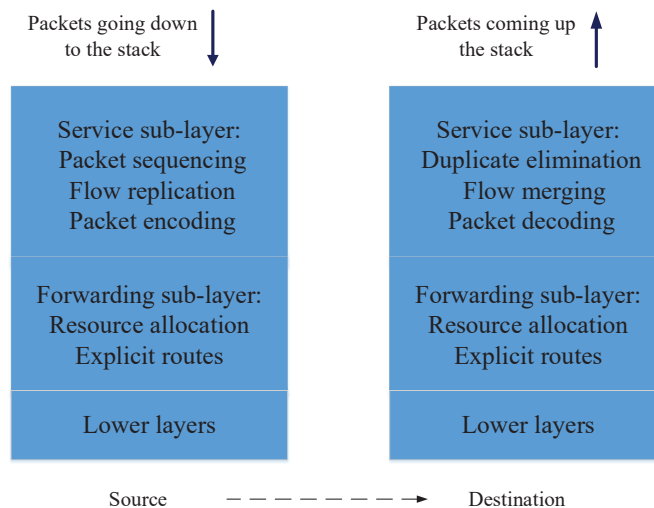 Packets going down
to the stack
Packets coming up
the stack
Service sub-layer:
Packet sequencing
Flow replication
Packet encoding
Service sub-layer:
Duplicate elimination
Flow merging
Packet decoding
Forwarding sub-layer:
Resource allocation
Explicit routes
Forwarding sub-layer:
Resource allocation
Explicit routes
Lower layers
Lower layers
Source
Destination